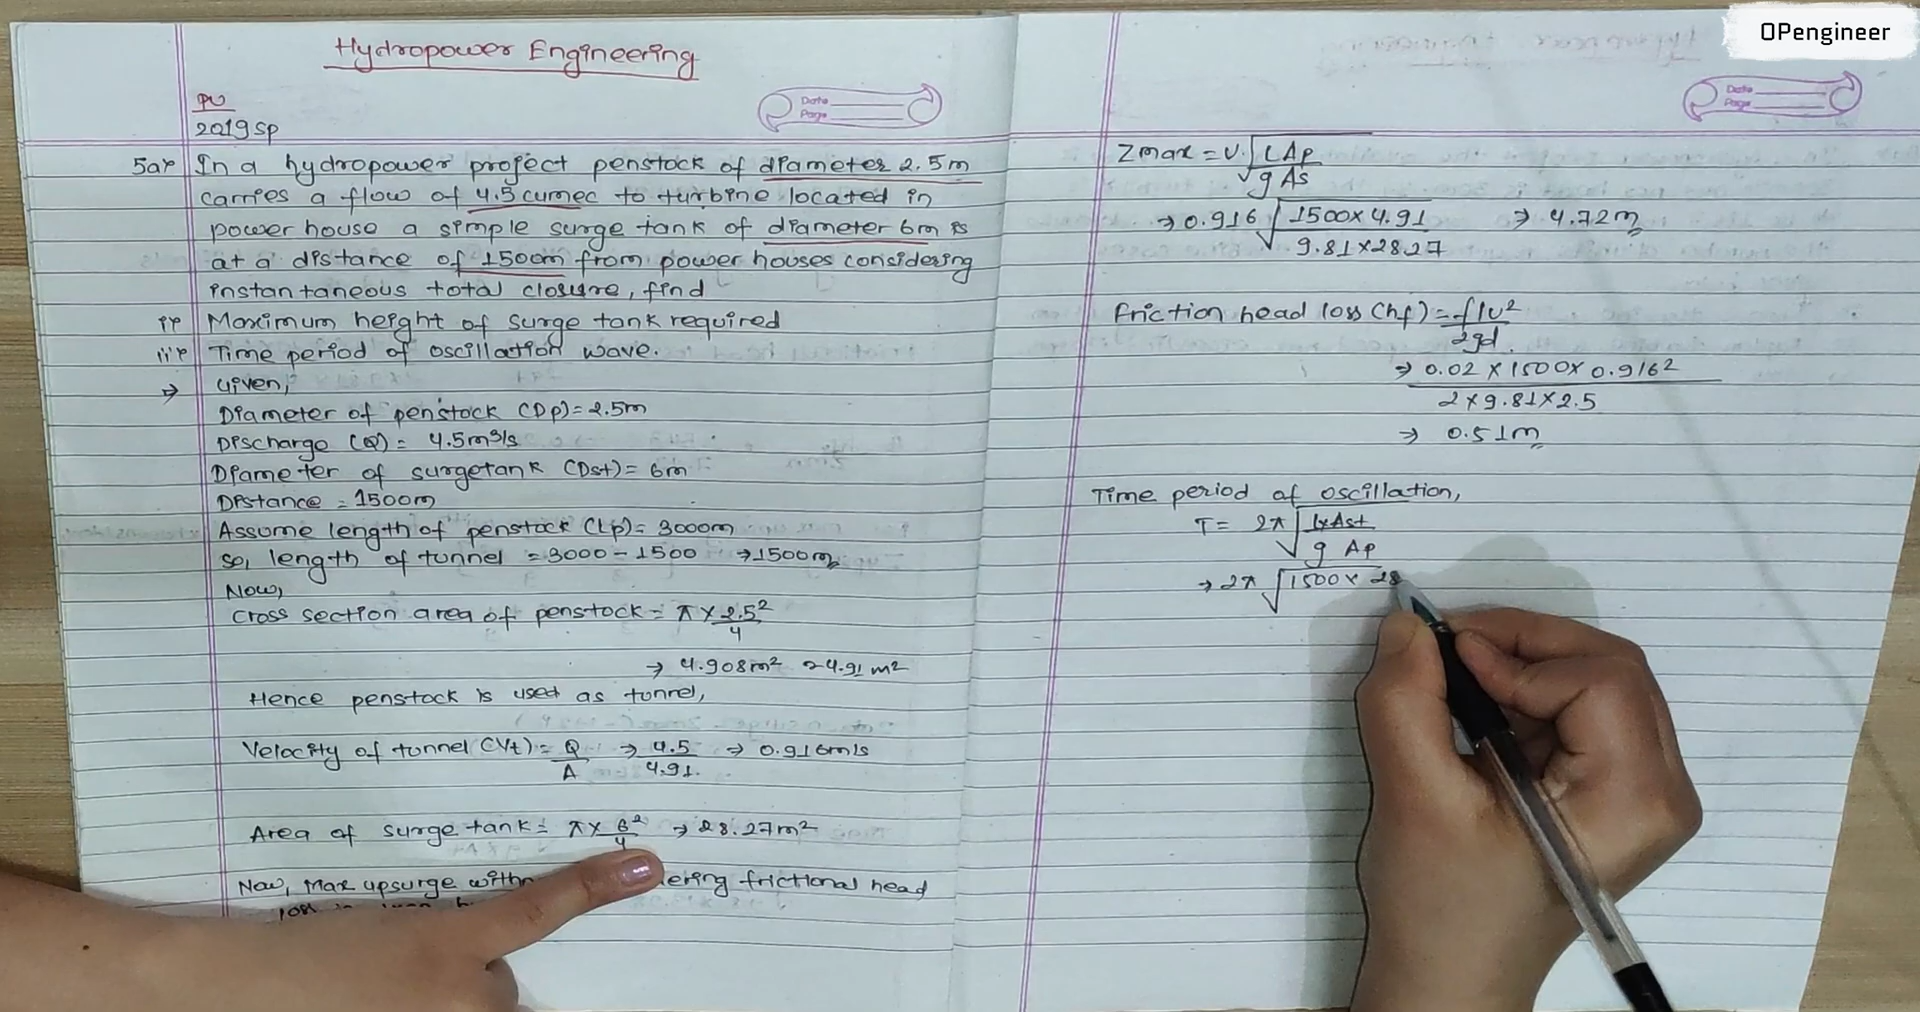 OPengineer
Hydropower Engineering
PU
2019 sp
Date
Page
5a) In a hydropower project penstock of diameter 2.5m
carries a flow of 4.5 cumec to turbine located in
power house a simple surge tank of diameter 6m is
at a distance of 1500m from power houses considering
instantaneous total closure, find
i) Maximum height of surge tank required
ii) Time period of oscillation wave.
→ Given,
Diameter of penstock (Dp) = 2.5m
Discharge (Q) = 4.5m3/s
Diameter of surgetank (Dst) = 6m
Distance = 1500m
Assume length of penstock (Lp) = 3000m
so, length of tunnel = 3000 - 1500 → 1500m
Now,
Cross section area of penstock = π × 2.5²/4
→ 4.908m² ≈ 4.91 m²
Hence penstock is used as tunnel,
Velocity of tunnel (Vt) = Q/A → 4.5/4.91. → 0.916m/s
Area of surge tank = π × 6²/4 → 28.27m²
Now, Max upsurge frictional head
Date
Page
Zmax = v.√(LAp/gAs)
→ 0.916 √(1500×4.91/9.81×28.27) → 4.72m
Friction head loss (hf) = flv²/2gd.
→ 0.02 × 1500 × 0.916²/2×9.81×2.5
→ 0.51m
Time period of oscillation,
T = 2π √(L×Ast/g Ap)
→ 2π √1500× 28